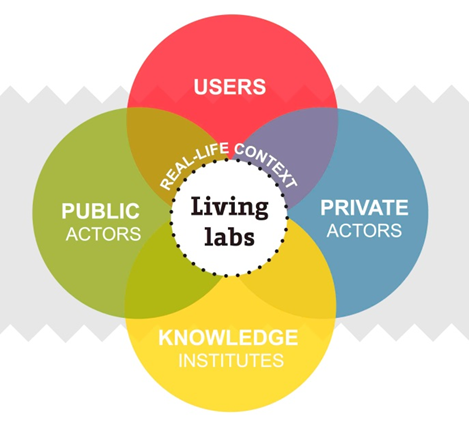 USERS
REAL-LIFE CONTEXT
Living
labs
PUBLIC
ACTORS
PRIVATE
ACTORS
KNOWLEDGE
INSTITUTES